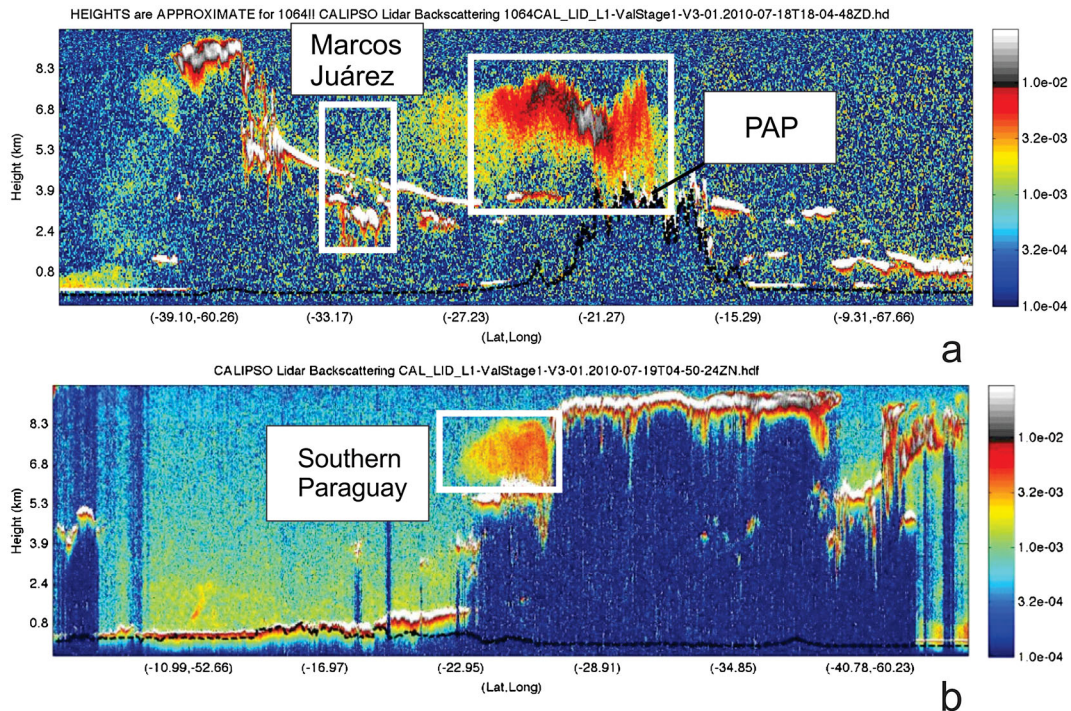 HEIGHTS are APPROXIMATE for 1064!! CALIPSO Lidar Backscattering 1064CAL_LID_L1-ValStage1-V3-01.2010-07-18T18-04-48ZD.hd
Marcos
Juárez
PAP
Height (km)
8.3
6.8
5.3
3.9
2.4
0.8
1.0e-02
3.2e-03
1.0e-03
3.2e-04
1.0e-04
(-39.10,-60.26)
(-33.17)
(-27.23)
(-21.27)
(-15.29)
(-9.31,-67.66)
(Lat,Long)
a
CALIPSO Lidar Backscattering CAL_LID_L1-ValStage1-V3-01.2010-07-19T04-50-24ZN.hdf
Southern
Paraguay
Height (km)
8.3
6.8
5.3
3.9
2.4
0.8
1.0e-02
3.2e-03
1.0e-03
3.2e-04
1.0e-04
(-10.99,-52.66)
(-16.97)
(-22.95)
(-28.91)
(-34.85)
(-40.78,-60.23)
(Lat,Long)
b